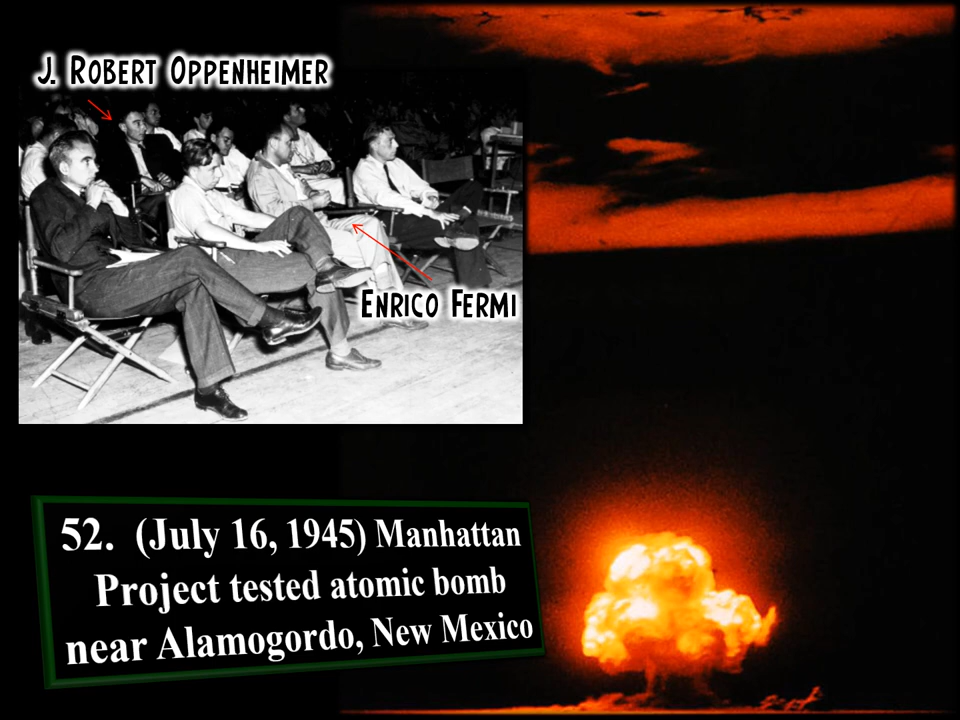 J. Robert Oppenheimer
Enrico Fermi
52. (July 16, 1945) Manhattan
Project tested atomic bomb
near Alamogordo, New Mexico